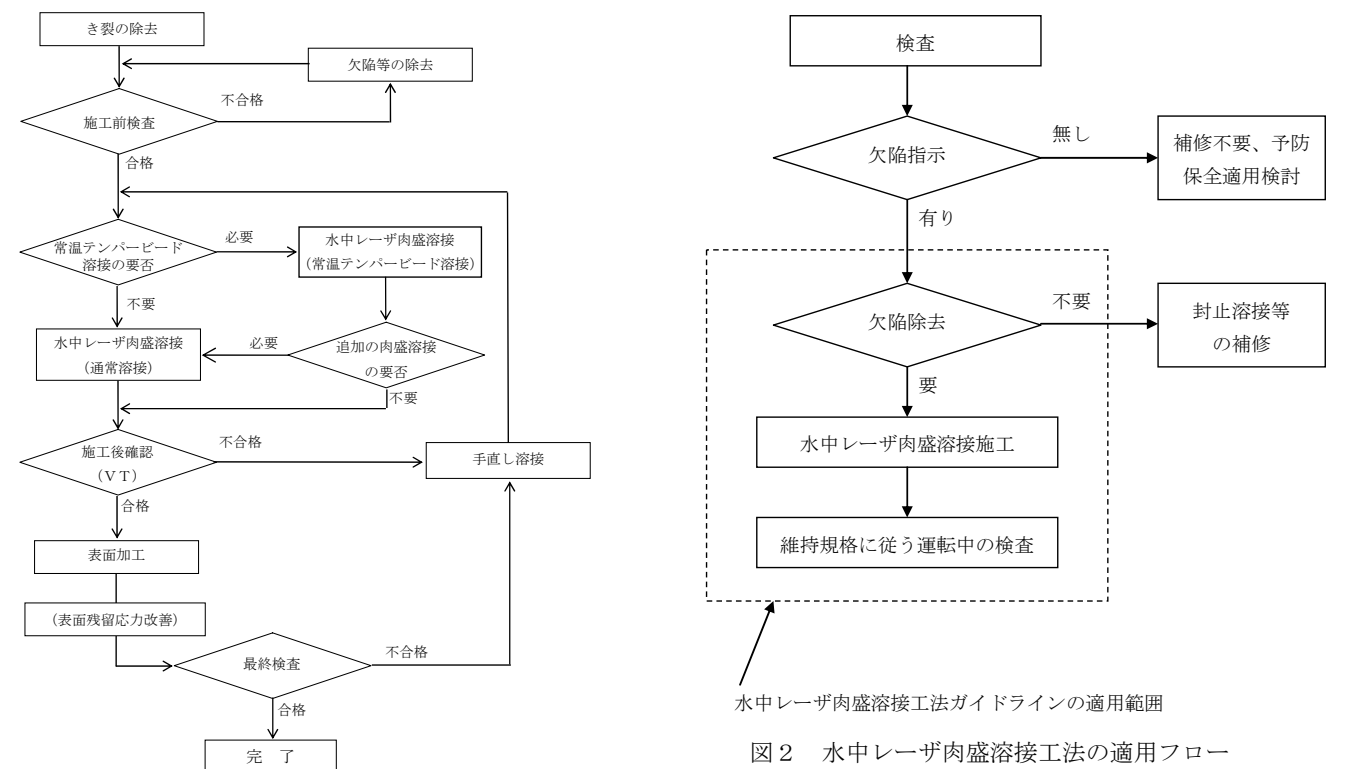 き裂の除去
欠陥等の除去
不合格
施工前検査
合格
常温テンパービード
溶接の要否
必要
水中レーザ肉盛溶接
(常温テンパービード溶接)
不要
水中レーザ肉盛溶接
(通常溶接)
必要
追加の肉盛溶接
の要否
不要
施工後確認
(VT)
不合格
手直し溶接
合格
表面加工
(表面残留応力改善)
最終検査
不合格
合格
完 了
検査
欠陥指示
無し
補修不要、予防
保全適用検討
有り
欠陥除去
不要
封止溶接等
の補修
要
水中レーザ肉盛溶接施工
維持規格に従う運転中の検査
水中レーザ肉盛溶接工法ガイドラインの適用範囲
図2 水中レーザ肉盛溶接工法の適用フロー